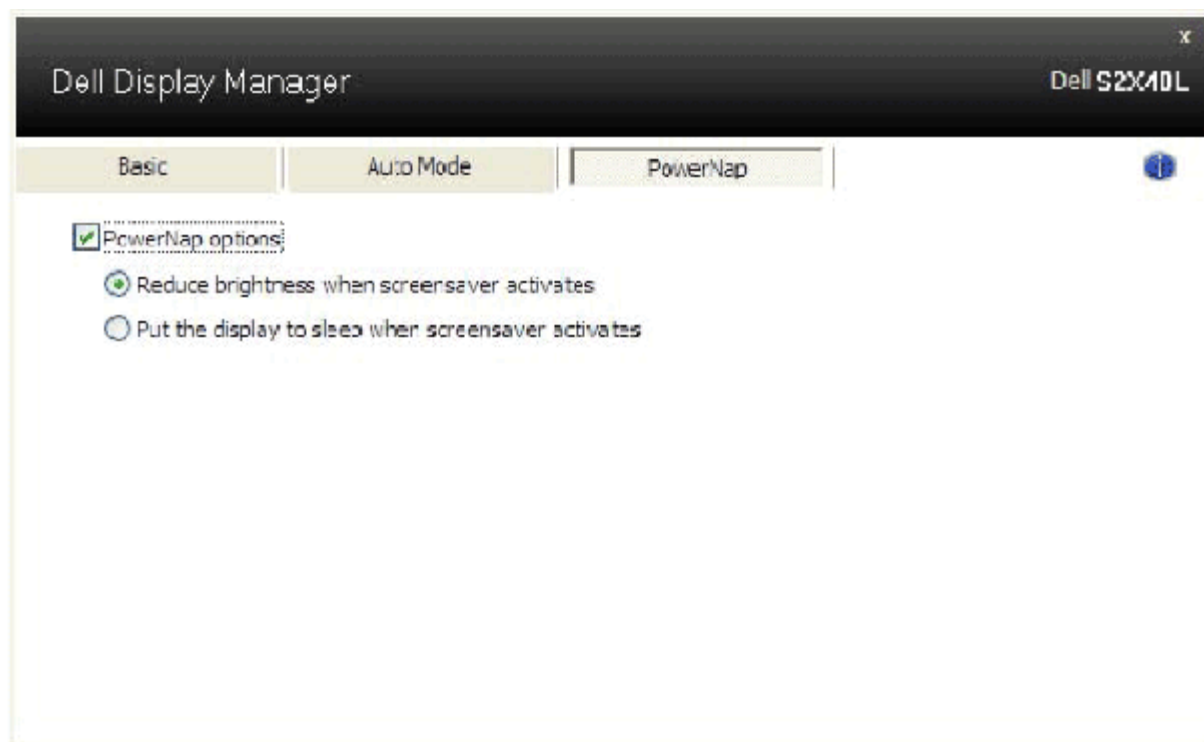 x
Dell Display Manager
Dell S2X40L
Basic
Auto Mode
PowerNap
PowerNap options
Reduce brightness when screensaver activates
Put the display to sleep when screensaver activates